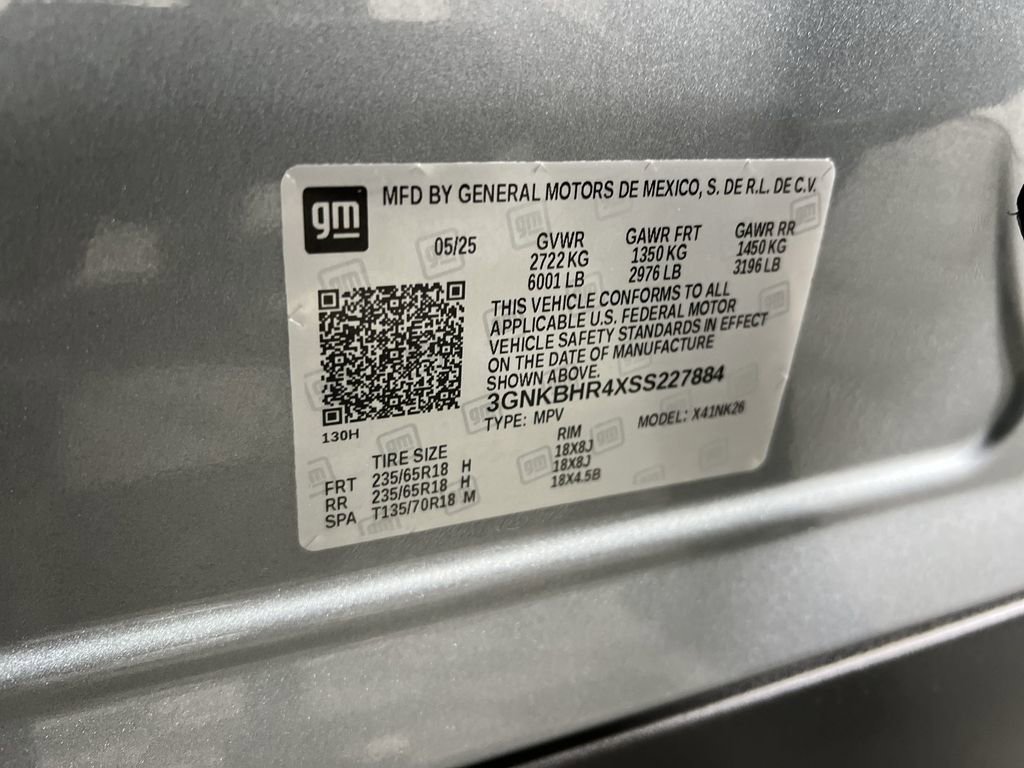 gm MFD BY GENERAL MOTORS DE MEXICO, S. DE R.L. DE C.V.
05/25 GVWR GAWR FRT GAWR RR
2722 KG 1350 KG 1450 KG
6001 LB 2976 LB 3196 LB
THIS VEHICLE CONFORMS TO ALL
APPLICABLE U.S. FEDERAL MOTOR
VEHICLE SAFETY STANDARDS IN EFFECT
ON THE DATE OF MANUFACTURE
SHOWN ABOVE.
3GNKBHR4XSS227884
TYPE: MPV MODEL: X41NK26
130H
TIRE SIZE RIM
FRT 235/65R18 H 18X8J
RR 235/65R18 H 18X8J
SPA T135/70R18 M 18X4.5B